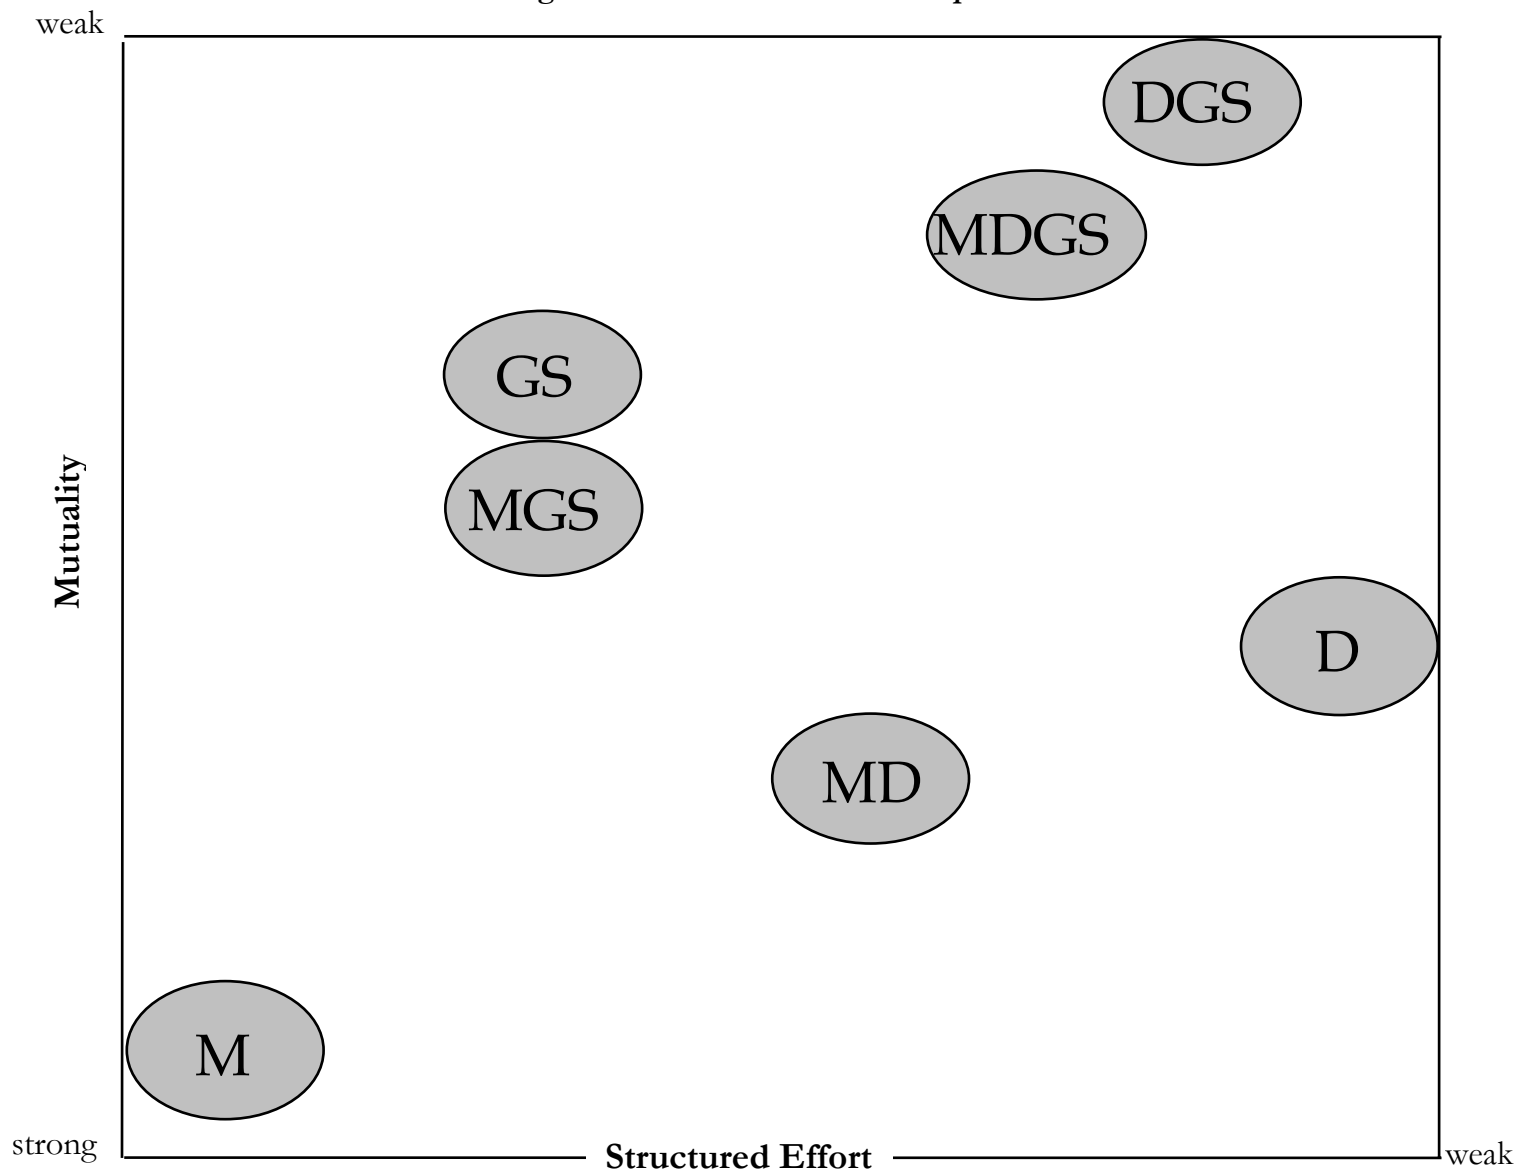 weak
DGS
MDGS
GS
Mutuality
MGS
D
MD
M
strong
Structured Effort
weak